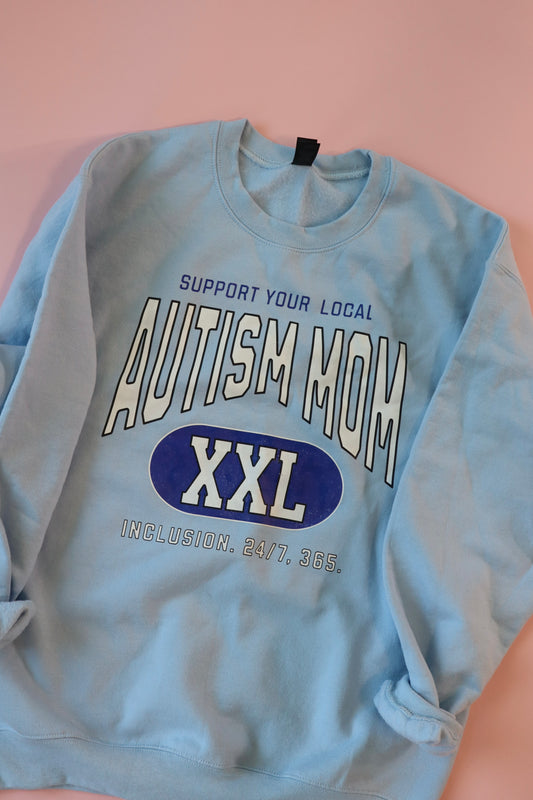 SUPPORT YOUR LOCAL
AUTISM MOM
XXL
INCLUSION. 24/7, 365.